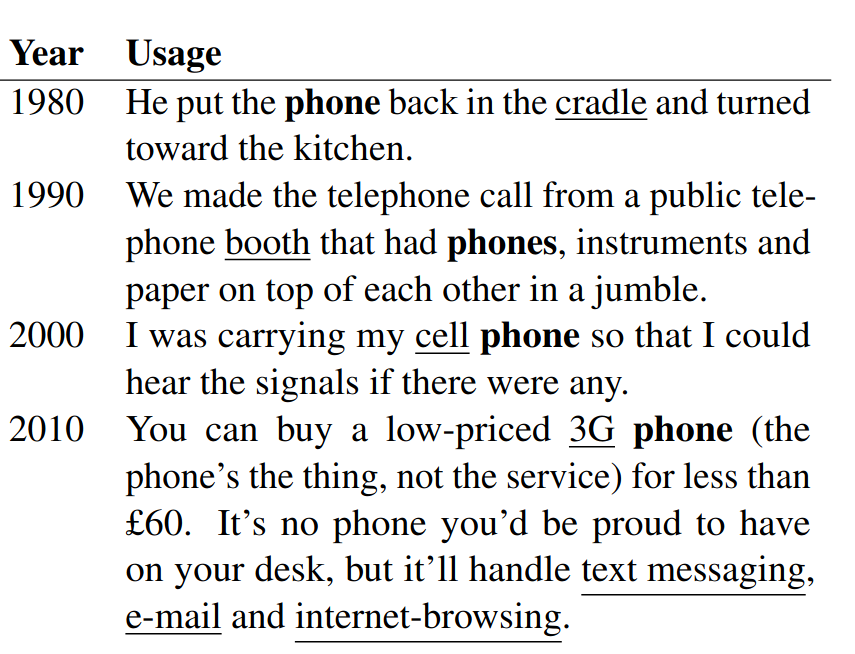 Year Usage
1980 He put the phone back in the cradle and turned
toward the kitchen.
1990 We made the telephone call from a public tele-
phone booth that had phones, instruments and
paper on top of each other in a jumble.
2000 I was carrying my cell phone so that I could
hear the signals if there were any.
2010 You can buy a low-priced 3G phone (the
phone's the thing, not the service) for less than
£60. It's no phone you'd be proud to have
on your desk, but it'll handle text messaging,
e-mail and internet-browsing.